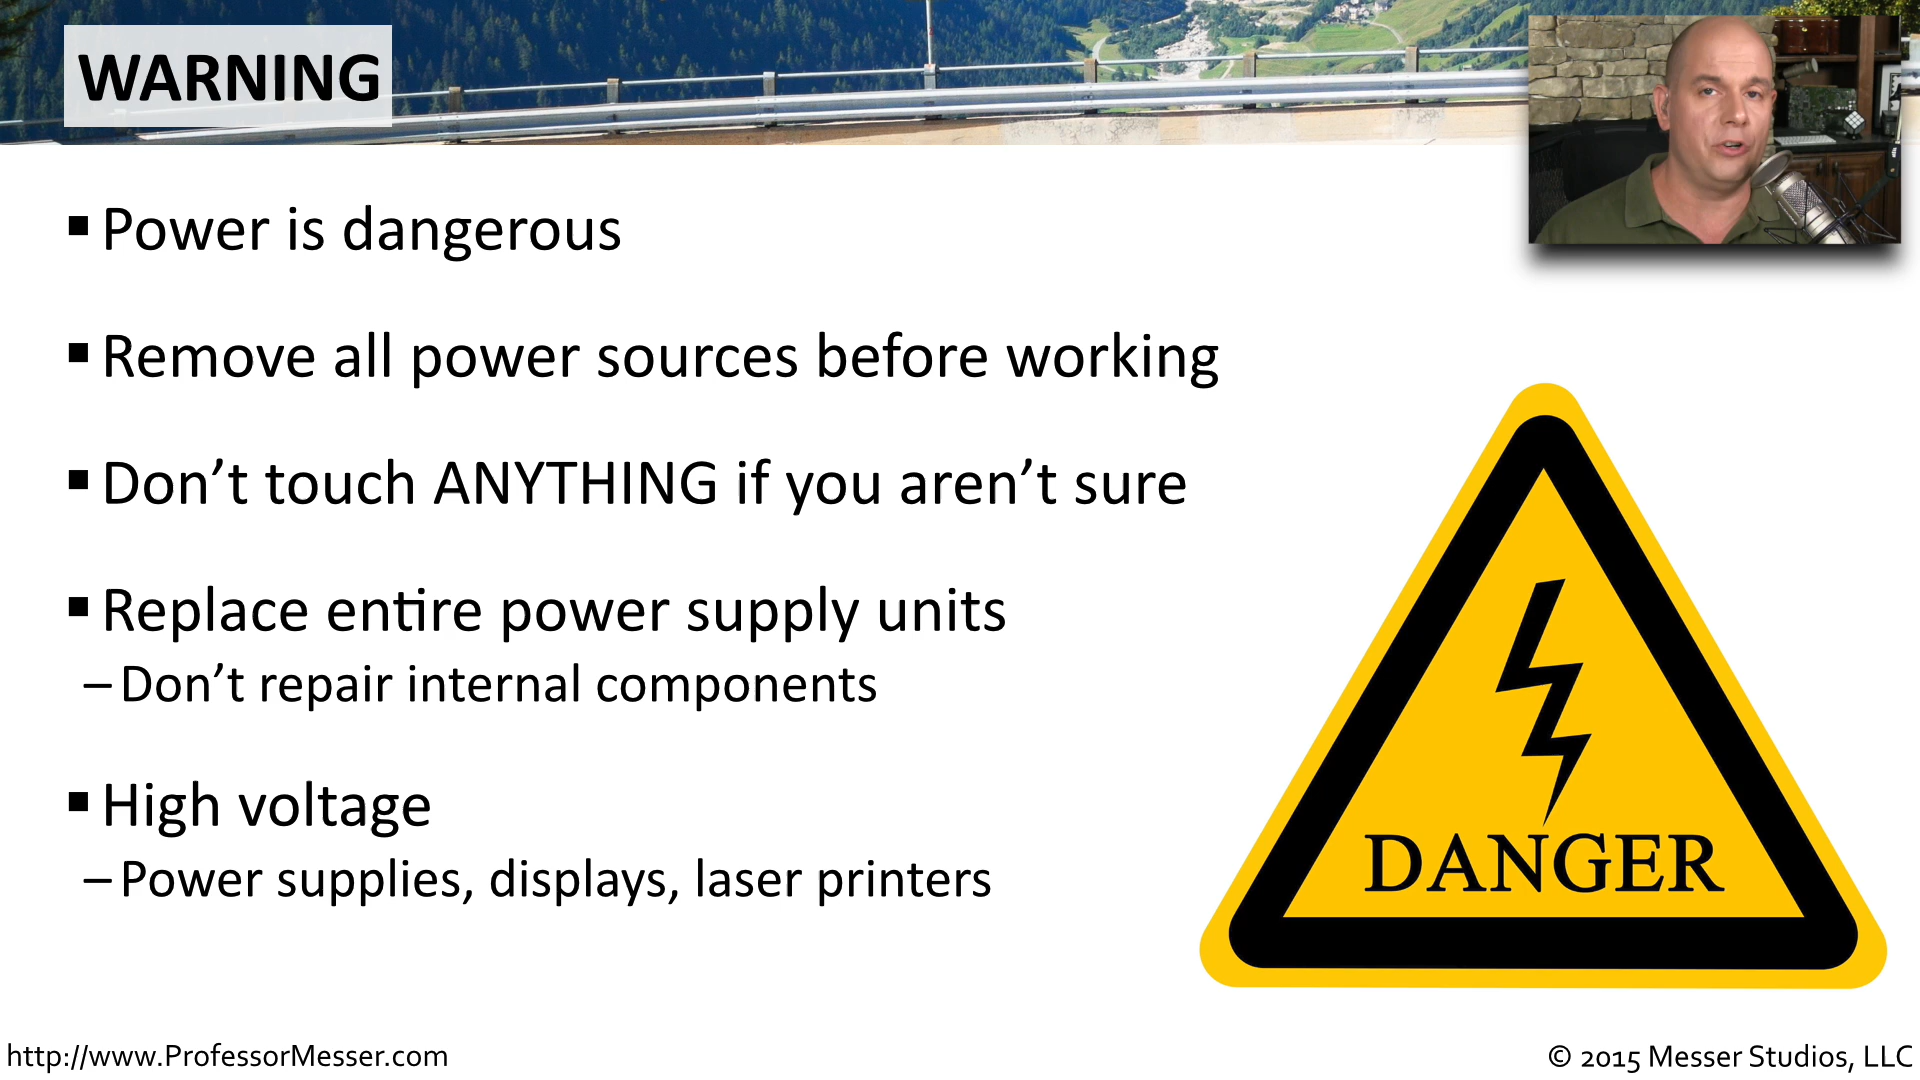 WARNING
▪ Power is dangerous
▪ Remove all power sources before working
▪ Don’t touch ANYTHING if you aren’t sure
▪ Replace entire power supply units
– Don’t repair internal components
▪ High voltage
– Power supplies, displays, laser printers
DANGER
http://www.ProfessorMesser.com
© 2015 Messer Studios, LLC